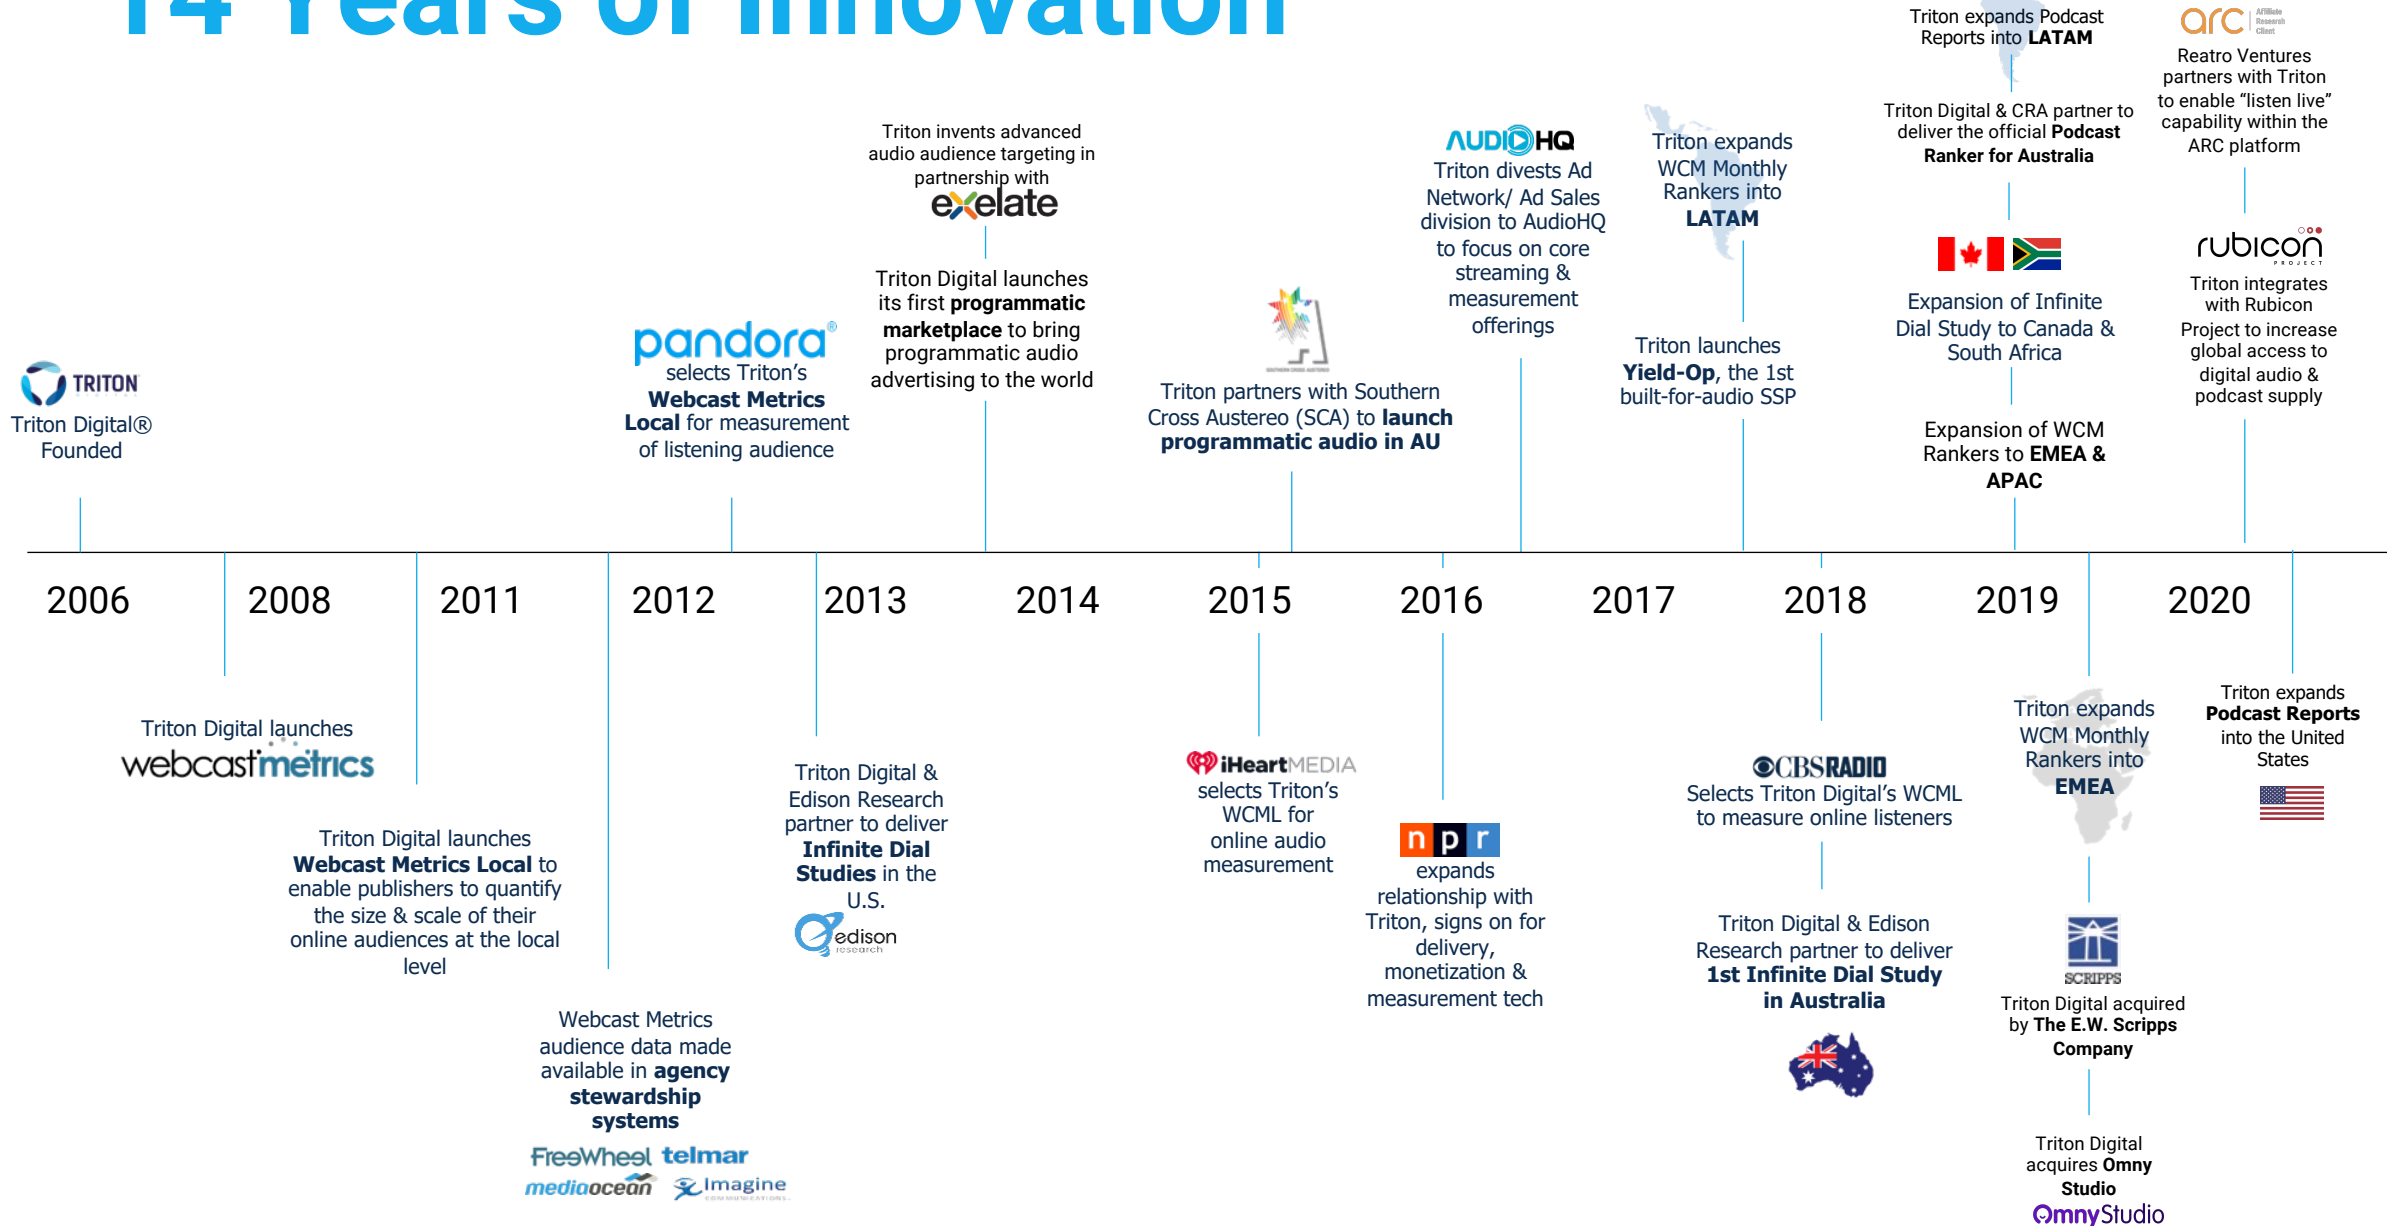 14 Years of Innovation
TRITON
DIGITAL
Triton Digital®
Founded
pandora®
selects Triton's
Webcast Metrics
Local for measurement
of listening audience
Triton invents advanced
audio audience targeting in
partnership with
exelate
Triton Digital launches
its first programmatic
marketplace to bring
programmatic audio
advertising to the world
SOUTHERN CROSS AUSTEREO
Triton partners with Southern
Cross Austereo (SCA) to launch
programmatic audio in AU
AUDIOHQ
Triton divests Ad
Network/ Ad Sales
division to AudioHQ
to focus on core
streaming &
measurement
offerings
Triton expands
WCM Monthly
Rankers into
LATAM
Triton launches
Yield-Op, the 1st
built-for-audio SSP
Triton expands Podcast
Reports into LATAM
Triton Digital & CRA partner to
deliver the official Podcast
Ranker for Australia
Expansion of Infinite
Dial Study to Canada &
South Africa
Expansion of WCM
Rankers to EMEA &
APAC
arc
Affiliate
Research
Client
Reatro Ventures
partners with Triton
to enable “listen live”
capability within the
ARC platform
rubicon
PROJECT
Triton integrates
with Rubicon
Project to increase
global access to
digital audio &
podcast supply
2006
2008
2011
2012
2013
2014
2015
2016
2017
2018
2019
2020
Triton Digital launches
webcastmetrics
Triton Digital launches
Webcast Metrics Local to
enable publishers to quantify
the size & scale of their
online audiences at the local
level
Webcast Metrics
audience data made
available in agency
stewardship
systems
FreeWheel telmar
mediaocean Imagine
COMMUNICATIONS
Triton Digital &
Edison Research
partner to deliver
Infinite Dial
Studies in the
U.S.
edison
research
iHeartMEDIA
selects Triton's
WCML for
online audio
measurement
npr
expands
relationship with
Triton, signs on for
delivery,
monetization &
measurement tech
CBSRADIO
Selects Triton Digital's WCML
to measure online listeners
Triton Digital & Edison
Research partner to deliver
1st Infinite Dial Study
in Australia
Triton expands
WCM Monthly
Rankers into
EMEA
SCRIPPS
Triton Digital acquired
by The E.W. Scripps
Company
Triton Digital
acquires Omny
Studio
OmnyStudio
Triton expands
Podcast Reports
into the United
States